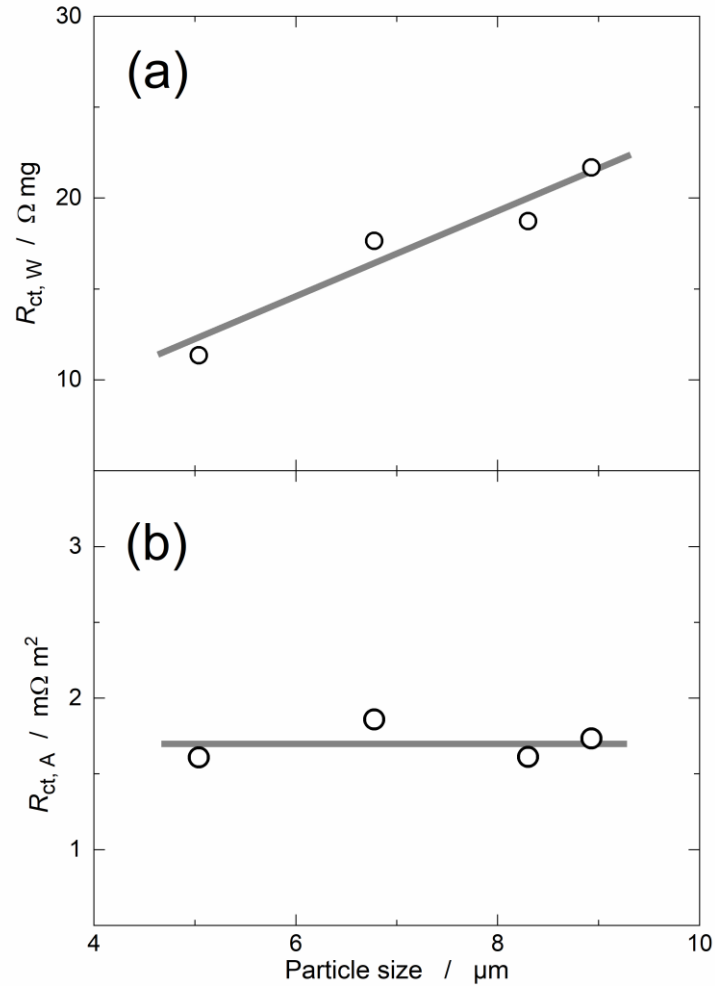 (a)
30
20
10
R_ct, W / Ω mg
(b)
3
2
1
R_ct, A / mΩ m²
4 6 8 10
Particle size / μm